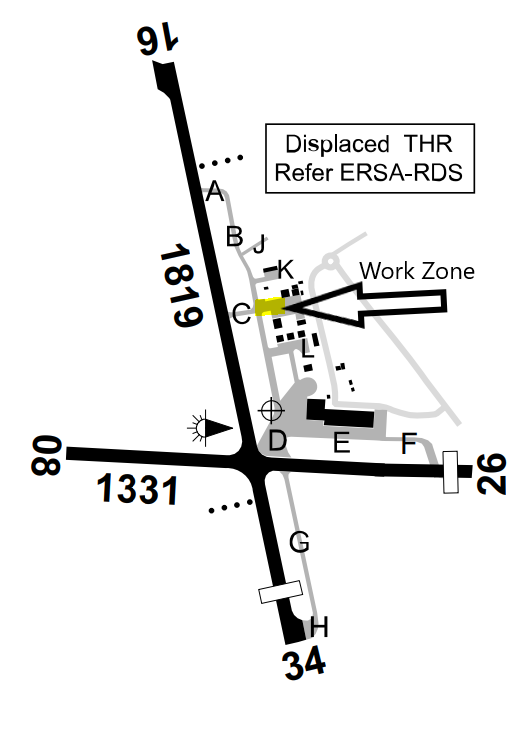 16
Displaced THR
Refer ERSA-RDS
A
B
J
K
Work Zone
1819
C
L
D
E
F
08
26
1331
G
H
34